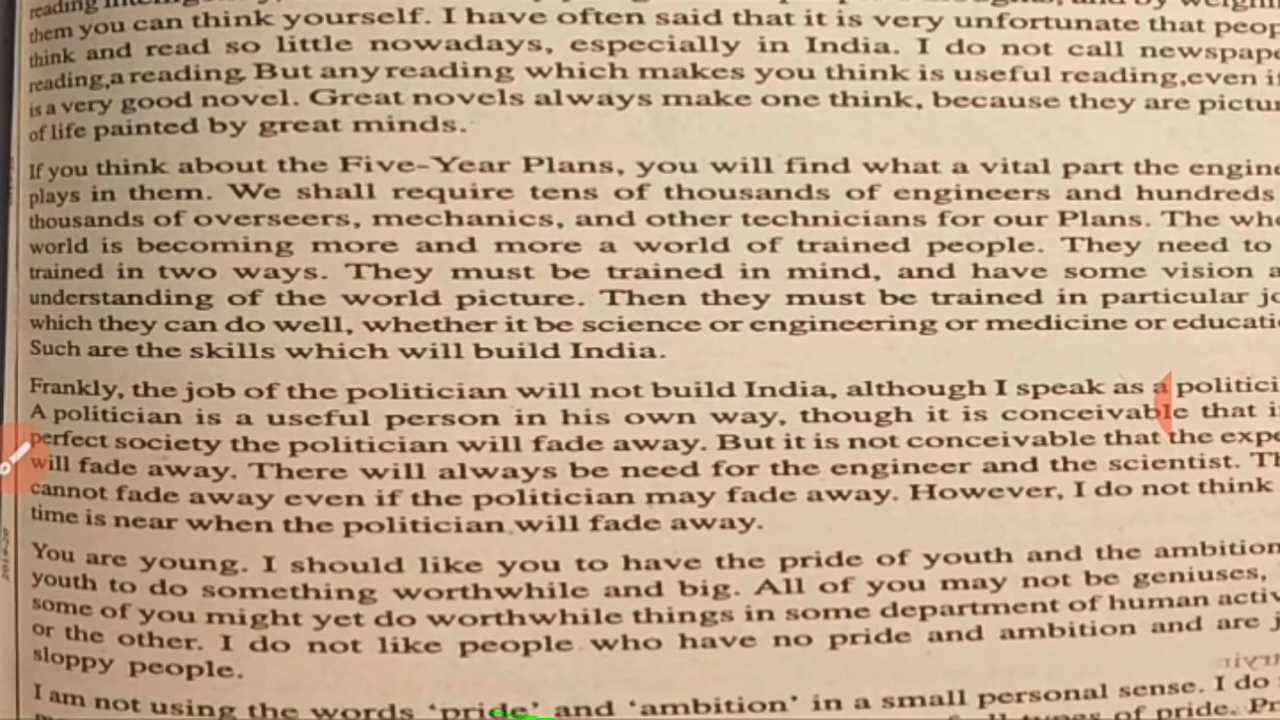 reading
them you can think yourself. I have often said that it is very unfortunate that peop
think and read so little nowadays, especially in India. I do not call newspape
reading,a reading. But any reading which makes you think is useful reading,even if
is a very good novel. Great novels always make one think, because they are pictur
of life painted by great minds.
If you think about the Five-Year Plans, you will find what a vital part the engine
plays in them. We shall require tens of thousands of engineers and hundreds
thousands of overseers, mechanics, and other technicians for our Plans. The who
world is becoming more and more a world of trained people. They need to
trained in two ways. They must be trained in mind, and have some vision a
understanding of the world picture. Then they must be trained in particular jo
which they can do well, whether it be science or engineering or medicine or educati
Such are the skills which will build India.
Frankly, the job of the politician will not build India, although I speak as a politici
A politician is a useful person in his own way, though it is conceivable that i
perfect society the politician will fade away. But it is not conceivable that the expe
will fade away. There will always be need for the engineer and the scientist. Th
cannot fade away even if the politician may fade away. However, I do not think
time is near when the politician will fade away.
You are young. I should like you to have the pride of youth and the ambition
youth to do something worthwhile and big. All of you may not be geniuses,
some of you might yet do worthwhile things in some department of human activ
or the other. I do not like people who have no pride and ambition and are j
sloppy people.
I am not using the words 'pride' and 'ambition' in a small personal sense. I do
types of pride. Pr